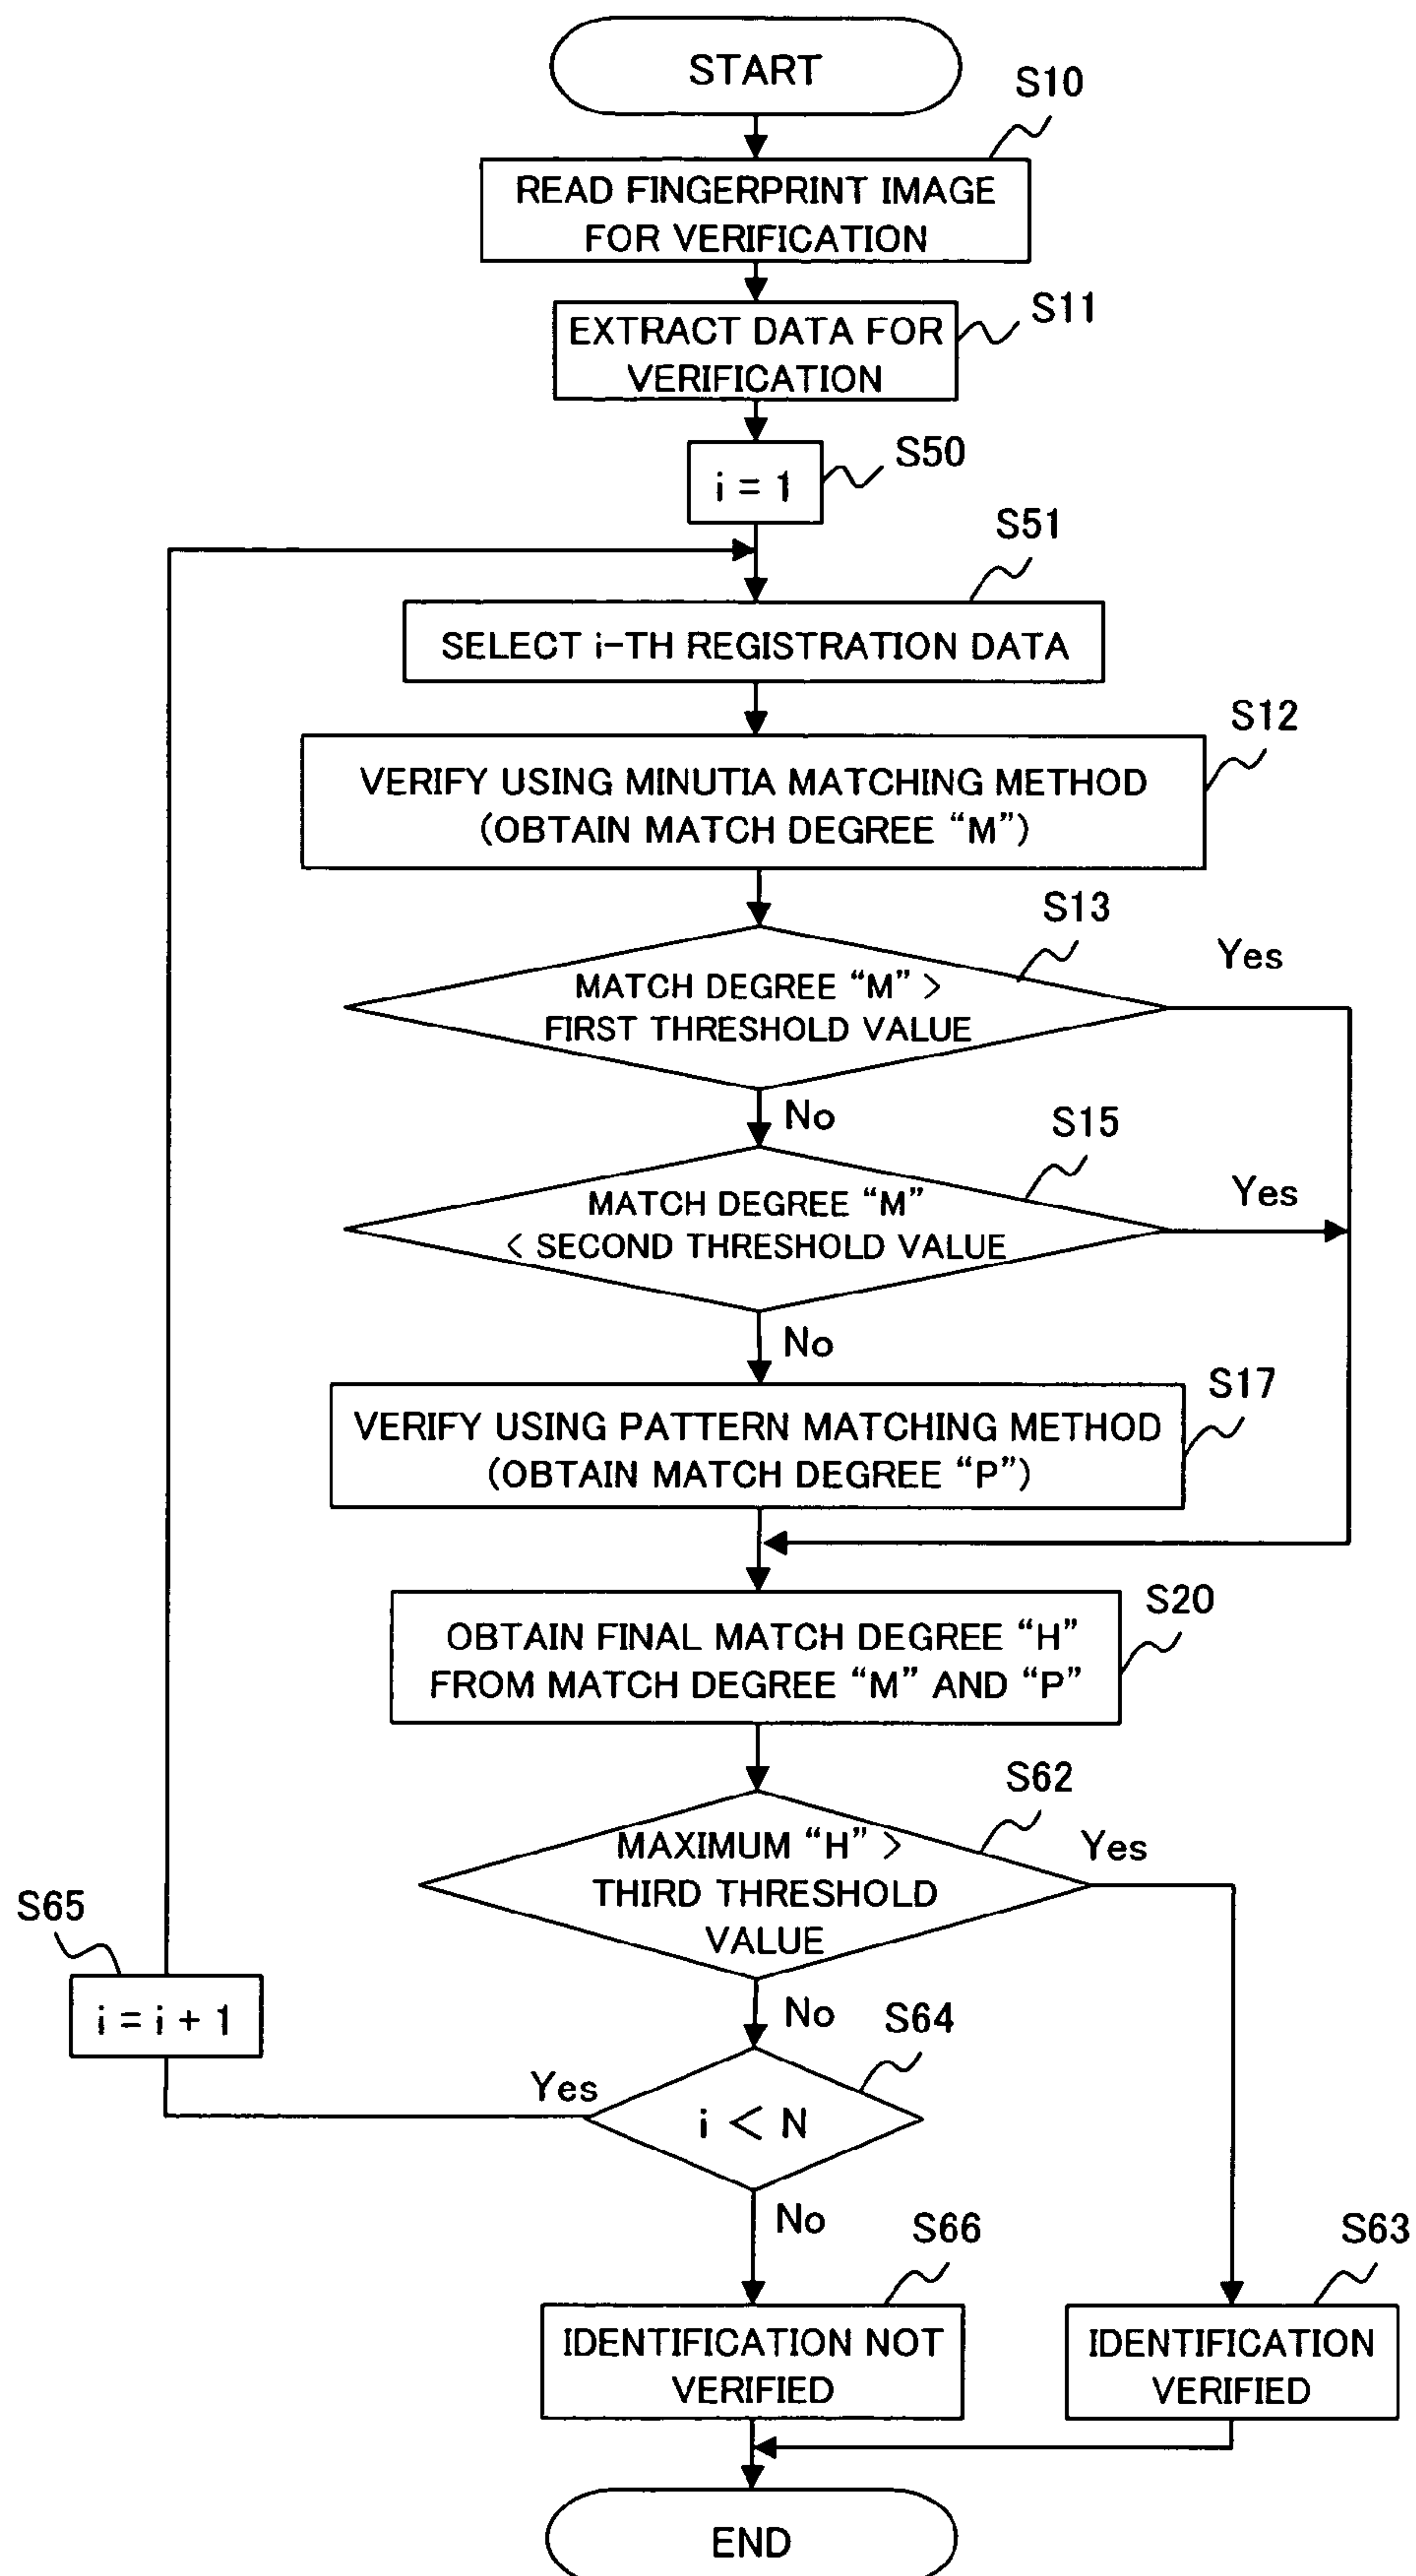 START
S10
READ FINGERPRINT IMAGE
FOR VERIFICATION
S11
EXTRACT DATA FOR
VERIFICATION
S50
i = 1
S51
SELECT i-TH REGISTRATION DATA
S12
VERIFY USING MINUTIA MATCHING METHOD
(OBTAIN MATCH DEGREE “M”)
S13
MATCH DEGREE “M” >
FIRST THRESHOLD VALUE
Yes
No
S15
MATCH DEGREE “M”
< SECOND THRESHOLD VALUE
Yes
No
S17
VERIFY USING PATTERN MATCHING METHOD
(OBTAIN MATCH DEGREE “P”)
S20
OBTAIN FINAL MATCH DEGREE “H”
FROM MATCH DEGREE “M” AND “P”
S62
MAXIMUM “H” >
THIRD THRESHOLD
VALUE
Yes
No
S65
i = i + 1
S64
i < N
Yes
No
S66
IDENTIFICATION NOT
VERIFIED
S63
IDENTIFICATION
VERIFIED
END